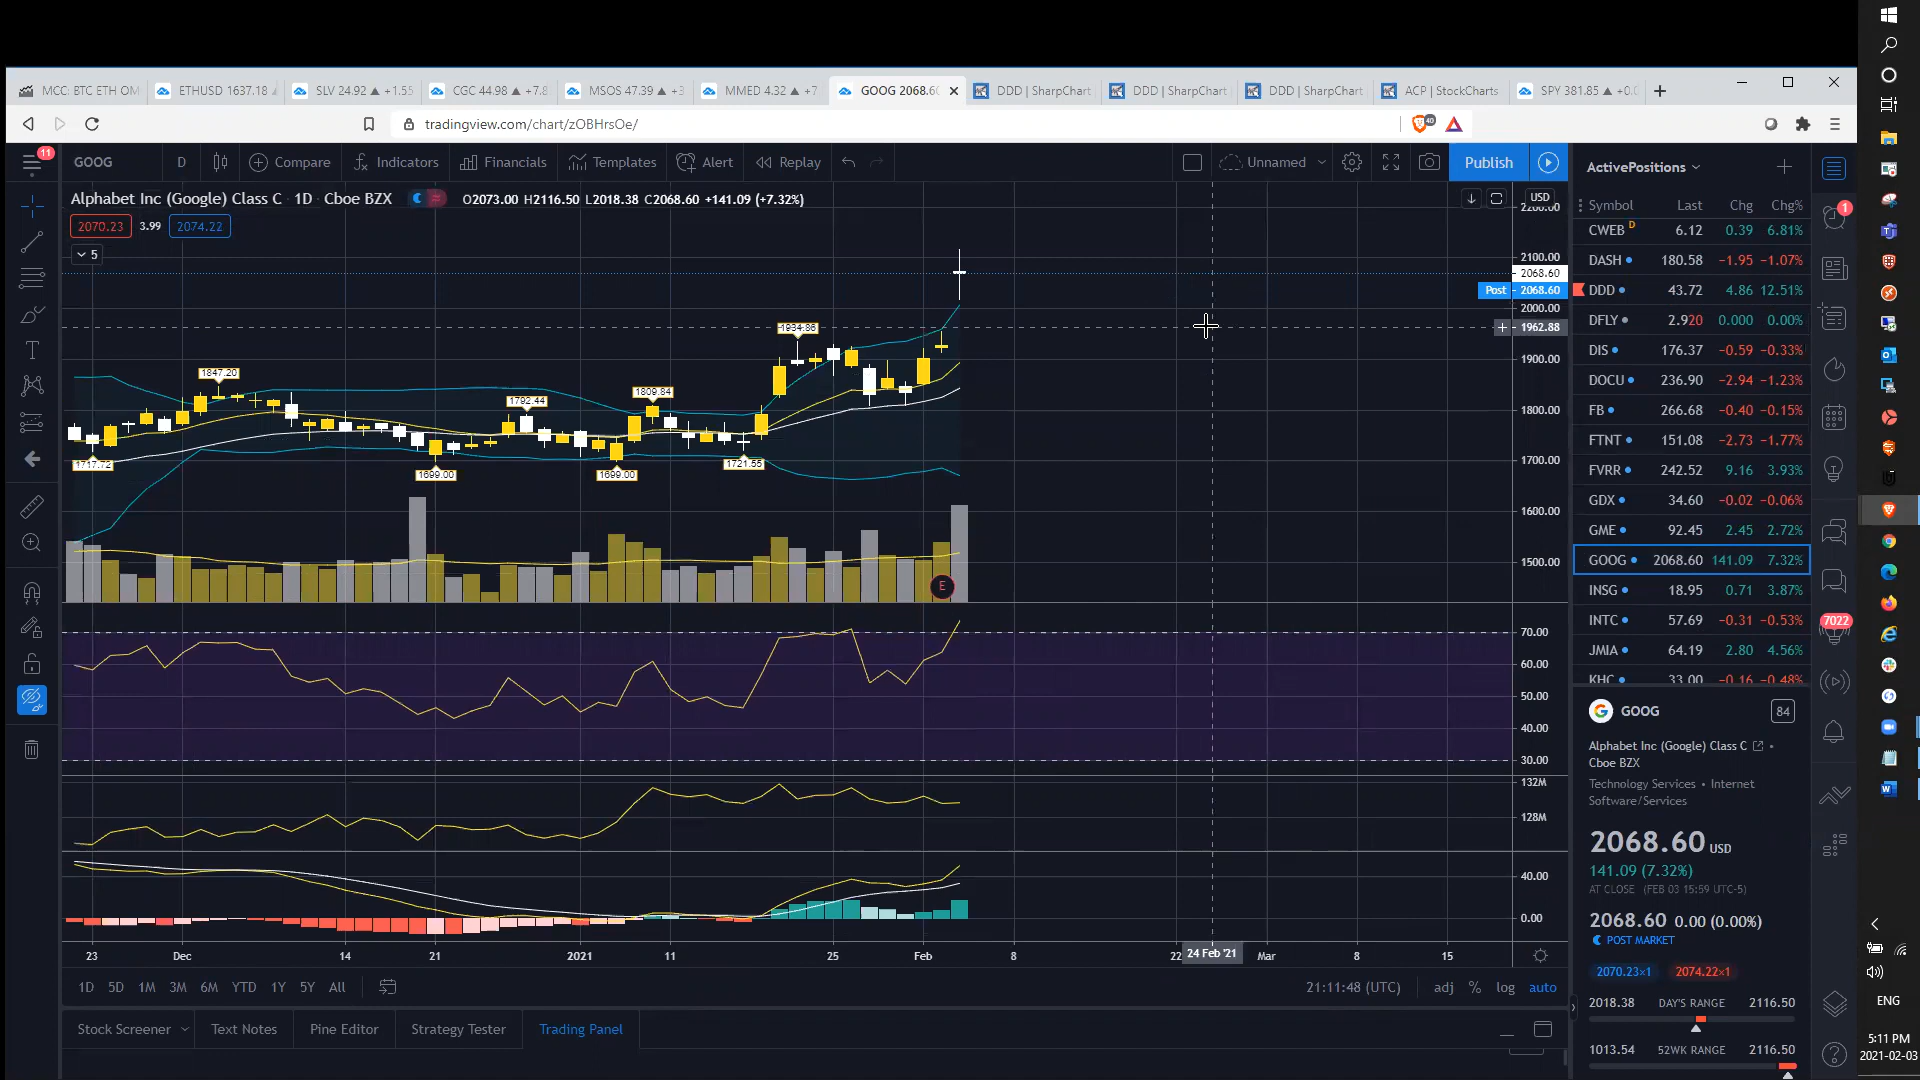 MCC: BTC ETH OM
ETHUSD 1637.18
SLV 24.92 ▲ +1.55
CGC 44.98 ▲ +7.8
MSOS 47.39 ▲ +3
MMED 4.32 ▲ +7
GOOG 2068.60
DDD | SharpChart
DDD | SharpChart
DDD | SharpChart
ACP | StockCharts
SPY 381.85 ▲ +0.0
tradingview.com/chart/zOBHrsOe/
40
11
GOOG
D
Compare
Indicators
Financials
Templates
Alert
Replay
Unnamed
Publish
Alphabet Inc (Google) Class C · 1D · Cboe BZX
O2073.00 H2116.50 L2018.38 C2068.60 +141.09 (+7.32%)
2070.23 3.99 2074.22
5
USD
2200.00
2100.00
2068.60
Post 2068.60
2000.00
1962.88
1900.00
1800.00
1700.00
1600.00
1500.00
1934.86
1847.20
1792.44
1809.84
1717.72
1699.00
1699.00
1721.55
E
70.00
60.00
50.00
40.00
30.00
132M
128M
40.00
0.00
23 Dec 14 21 2021 11 25 Feb 8 22 24 Feb '21 Mar 8 15
1D 5D 1M 3M 6M YTD 1Y 5Y All
21:11:48 (UTC) adj % log auto
Stock Screener Text Notes Pine Editor Strategy Tester Trading Panel
ActivePositions
Symbol Last Chg Chg%
CWEB D 6.12 0.39 6.81%
DASH 180.58 −1.95 −1.07%
DDD 43.72 4.86 12.51%
DFLY 2.920 0.000 0.00%
DIS 176.37 −0.59 −0.33%
DOCU 236.90 −2.94 −1.23%
FB 266.68 −0.40 −0.15%
FTNT 151.08 −2.73 −1.77%
FVRR 242.52 9.16 3.93%
GDX 34.60 −0.02 −0.06%
GME 92.45 2.45 2.72%
GOOG 2068.60 141.09 7.32%
INSG 18.95 0.71 3.87%
INTC 57.69 −0.31 −0.53%
JMIA 64.19 2.80 4.56%
KHC 33.00 −0.16 −0.48%
GOOG
84
Alphabet Inc (Google) Class C
Cboe BZX
Technology Services • Internet
Software/Services
2068.60 USD
141.09 (7.32%)
AT CLOSE (FEB 03 15:59 UTC-5)
2068.60 0.00 (0.00%)
POST MARKET
2070.23×1 2074.22×1
2018.38 DAY'S RANGE 2116.50
1013.54 52WK RANGE 2116.50
1
7022
ENG
5:11 PM
2021-02-03